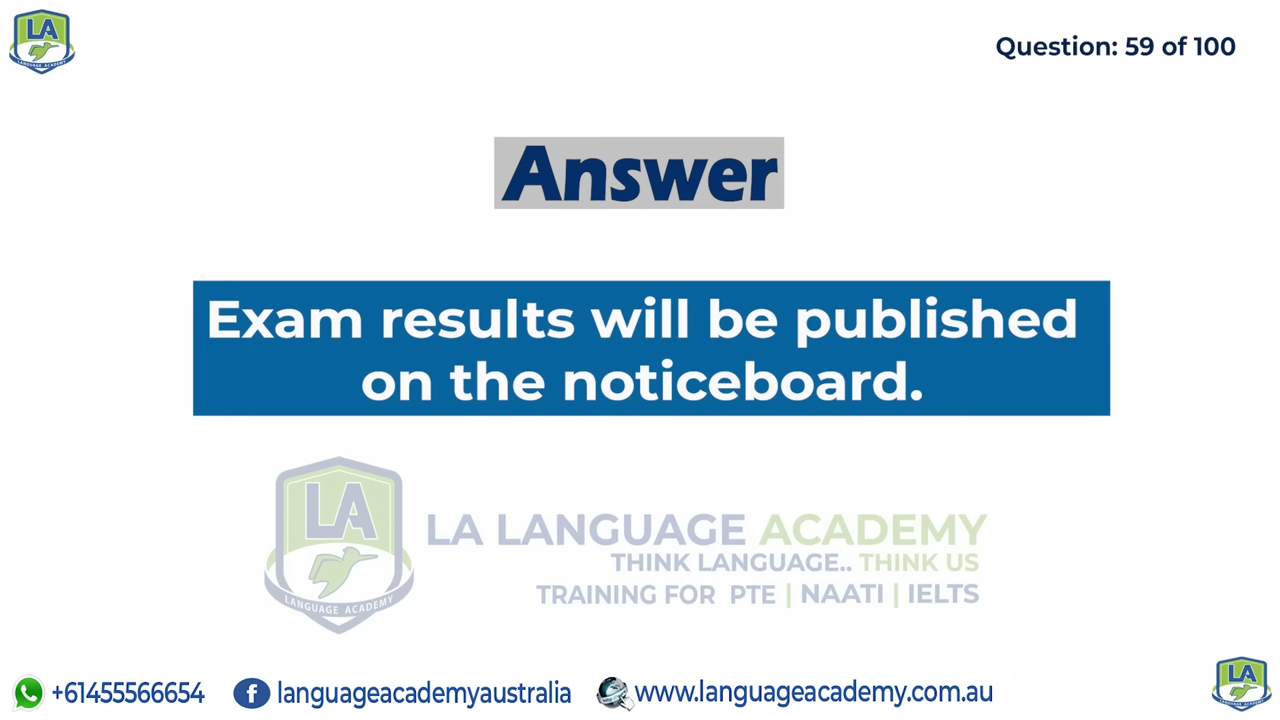 LA
LANGUAGE ACADEMY
Question: 59 of 100
Answer
Exam results will be published
on the noticeboard.
LA
LANGUAGE ACADEMY
LA LANGUAGE ACADEMY
THINK LANGUAGE.. THINK US
TRAINING FOR PTE | NAATI | IELTS
+61455566654
languageacademyaustralia
www.languageacademy.com.au
LA
LANGUAGE ACADEMY